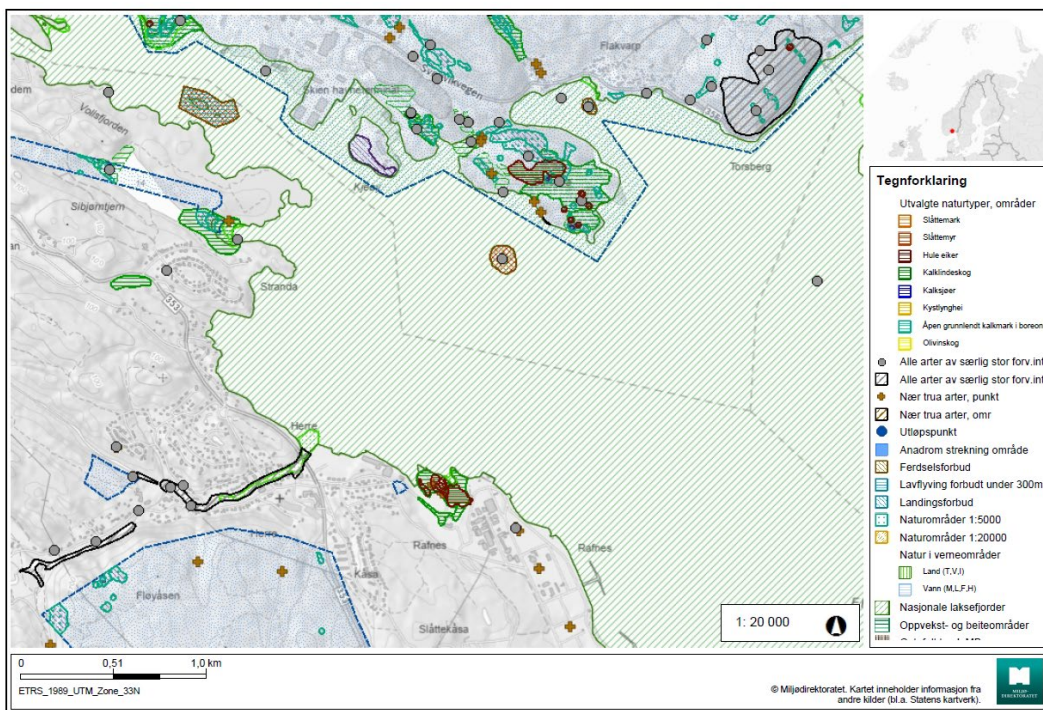 Flakvarp
Skien havneterminal
dem
Vollsfjorden
Torsberg
Sibjørntjern
an
353
Stranda
Herre
Herre
Rafnes
Rafnes
Kåsa
Fløyåsen
Slåttekåsa
1: 20 000
Tegnforklaring
Utvalgte naturtyper, områder
Slåttemark
Slåttemyr
Hule eiker
Kalklindeskog
Kalksjøer
Kystlynghei
Åpen grunnlendt kalkmark i boreon
Olivinskog
Alle arter av særlig stor forv.int
Alle arter av særlig stor forv.int
Nær trua arter, punkt
Nær trua arter, omr
Utløpspunkt
Anadrom strekning område
Ferdselsforbud
Lavflyving forbudt under 300m
Landingsforbud
Naturområder 1:5000
Naturområder 1:20000
Natur i verneområder
Land (T,V,I)
Vann (M,L,F,H)
Nasjonale laksefjorder
Oppvekst- og beiteområder
0 0,51 1,0 km
ETRS_1989_UTM_Zone_33N
© Miljødirektoratet. Kartet inneholder informasjon fra
andre kilder (bl.a. Statens kartverk).
MILJØ-
DIREKTORATET